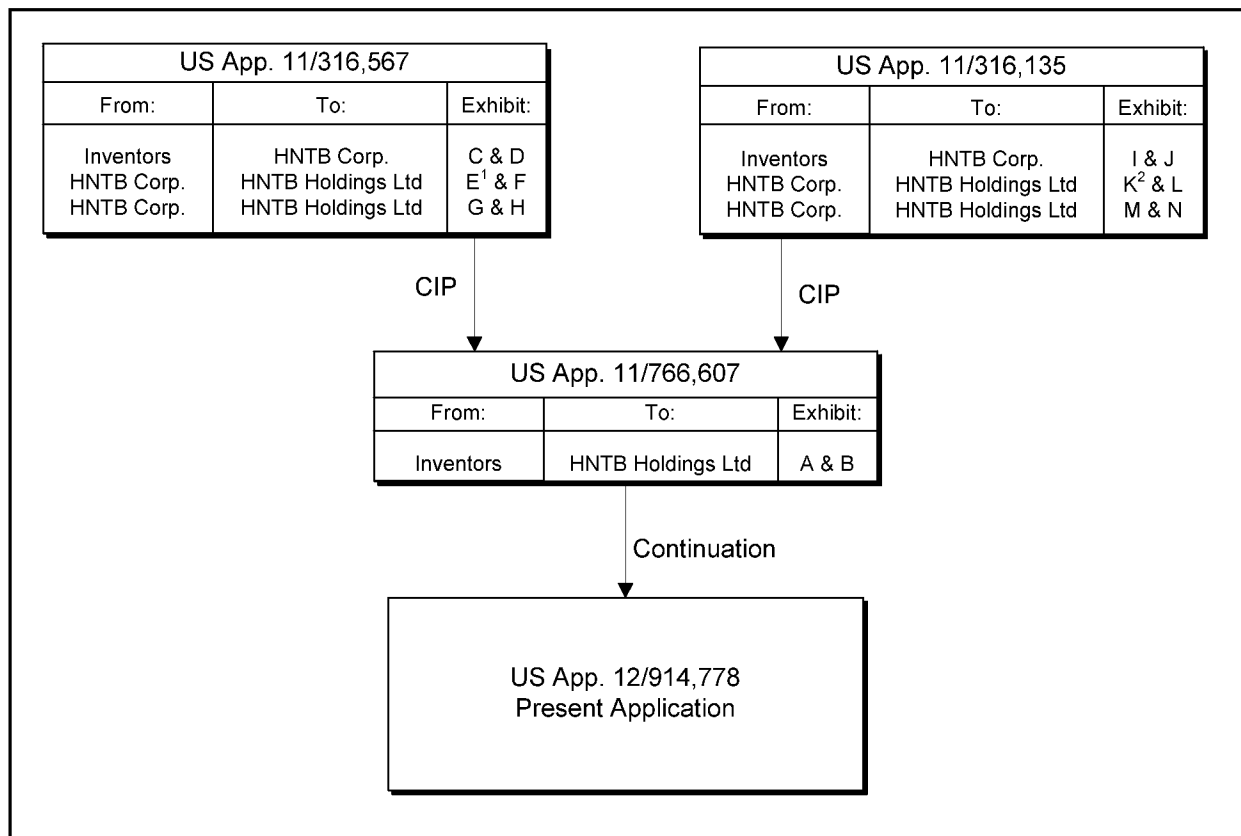 US App. 11/316,567
From: To: Exhibit:
Inventors HNTB Corp. C & D
HNTB Corp. HNTB Holdings Ltd E¹ & F
HNTB Corp. HNTB Holdings Ltd G & H
US App. 11/316,135
From: To: Exhibit:
Inventors HNTB Corp. I & J
HNTB Corp. HNTB Holdings Ltd K² & L
HNTB Corp. HNTB Holdings Ltd M & N
CIP
CIP
US App. 11/766,607
From: To: Exhibit:
Inventors HNTB Holdings Ltd A & B
Continuation
US App. 12/914,778
Present Application